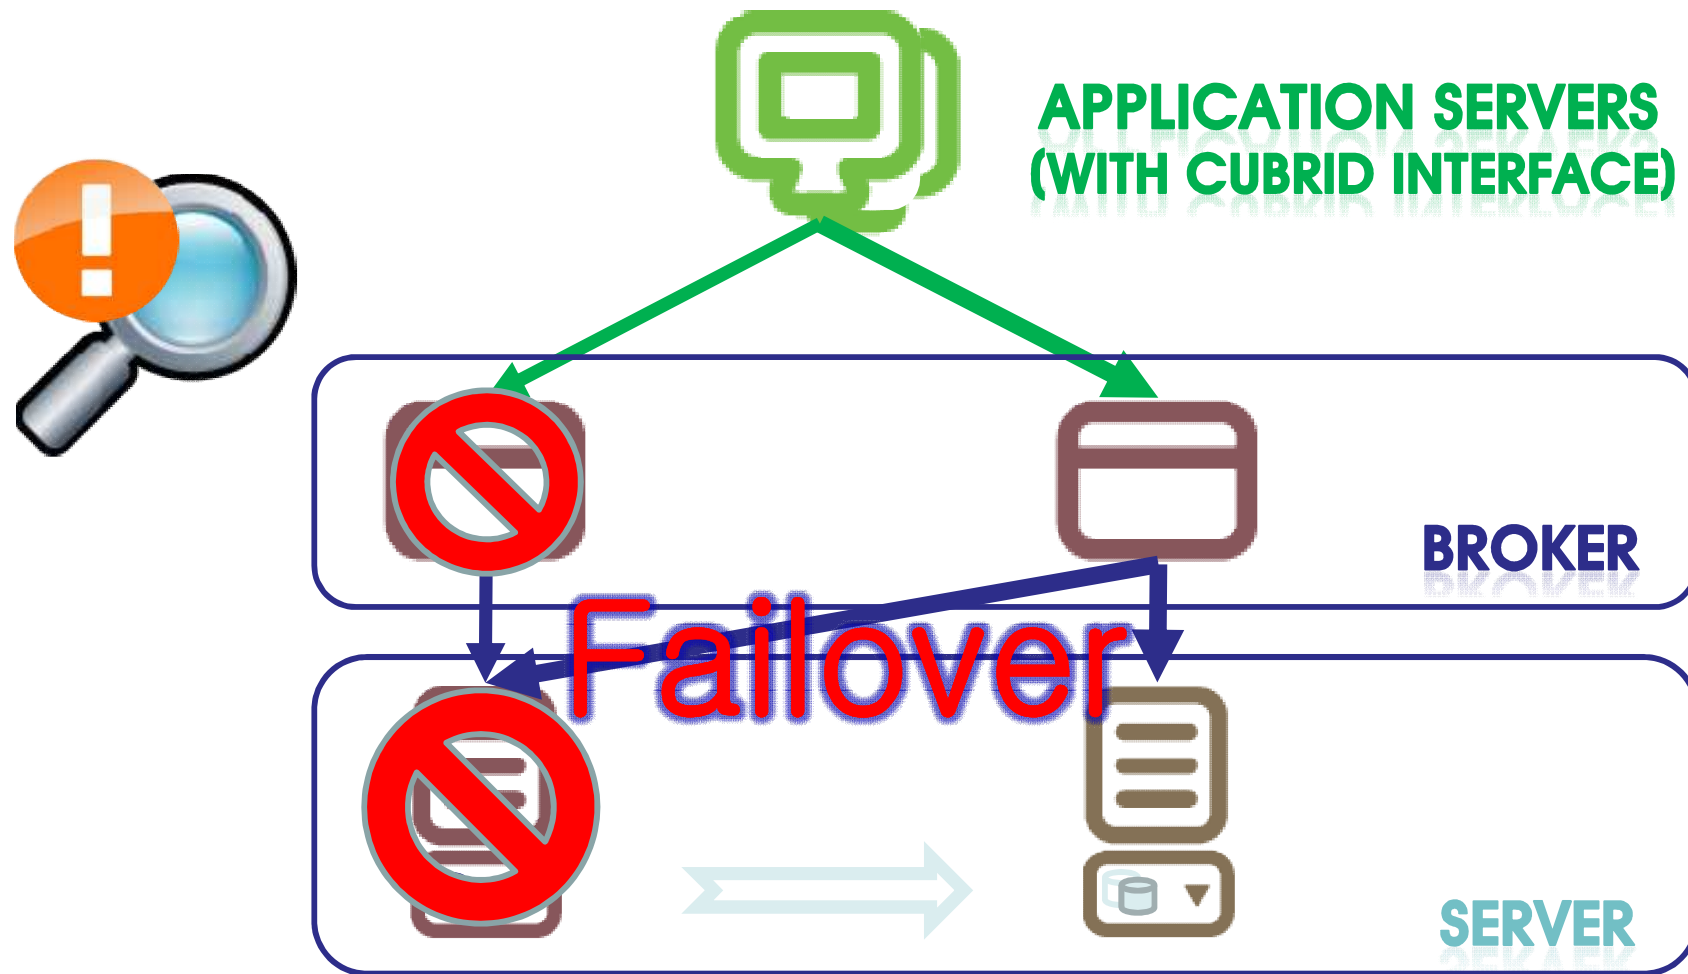 APPLICATION SERVERS
(WITH CUBRID INTERFACE)
BROKER
Failover
SERVER